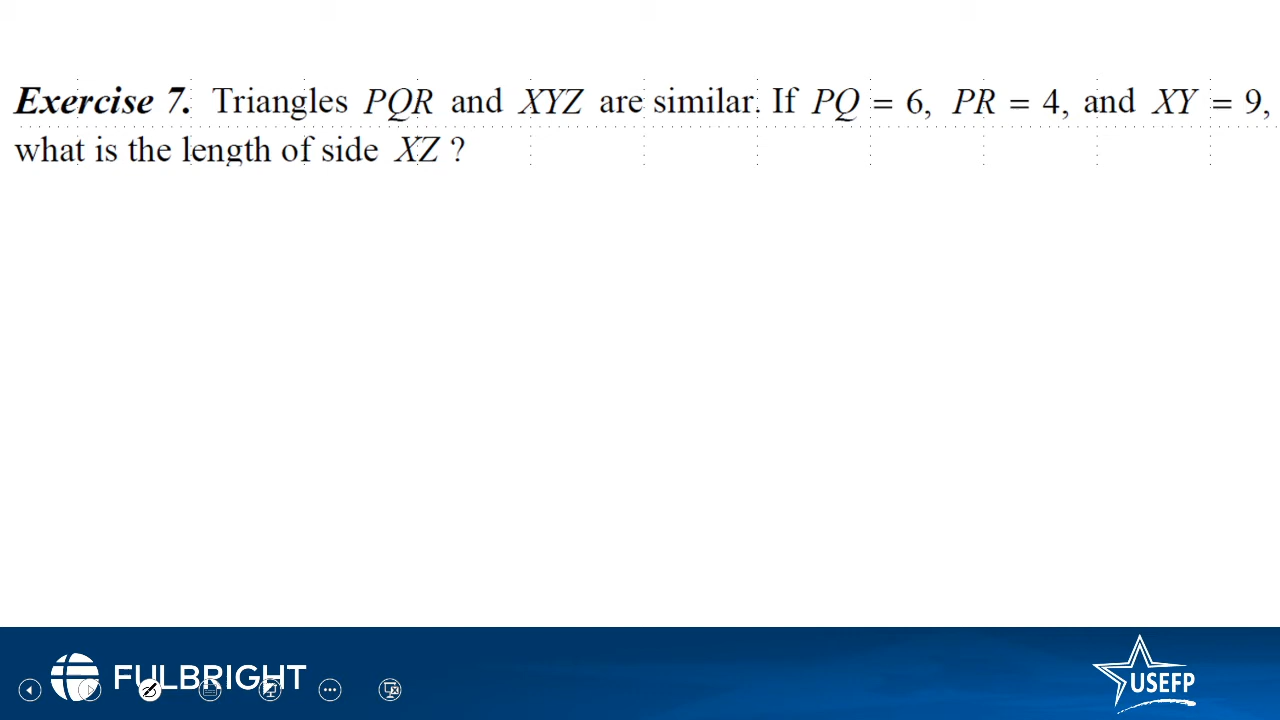 Exercise 7. Triangles PQR and XYZ are similar. If PQ = 6, PR = 4, and XY = 9,
what is the length of side XZ ?
FULBRIGHT
USEFP